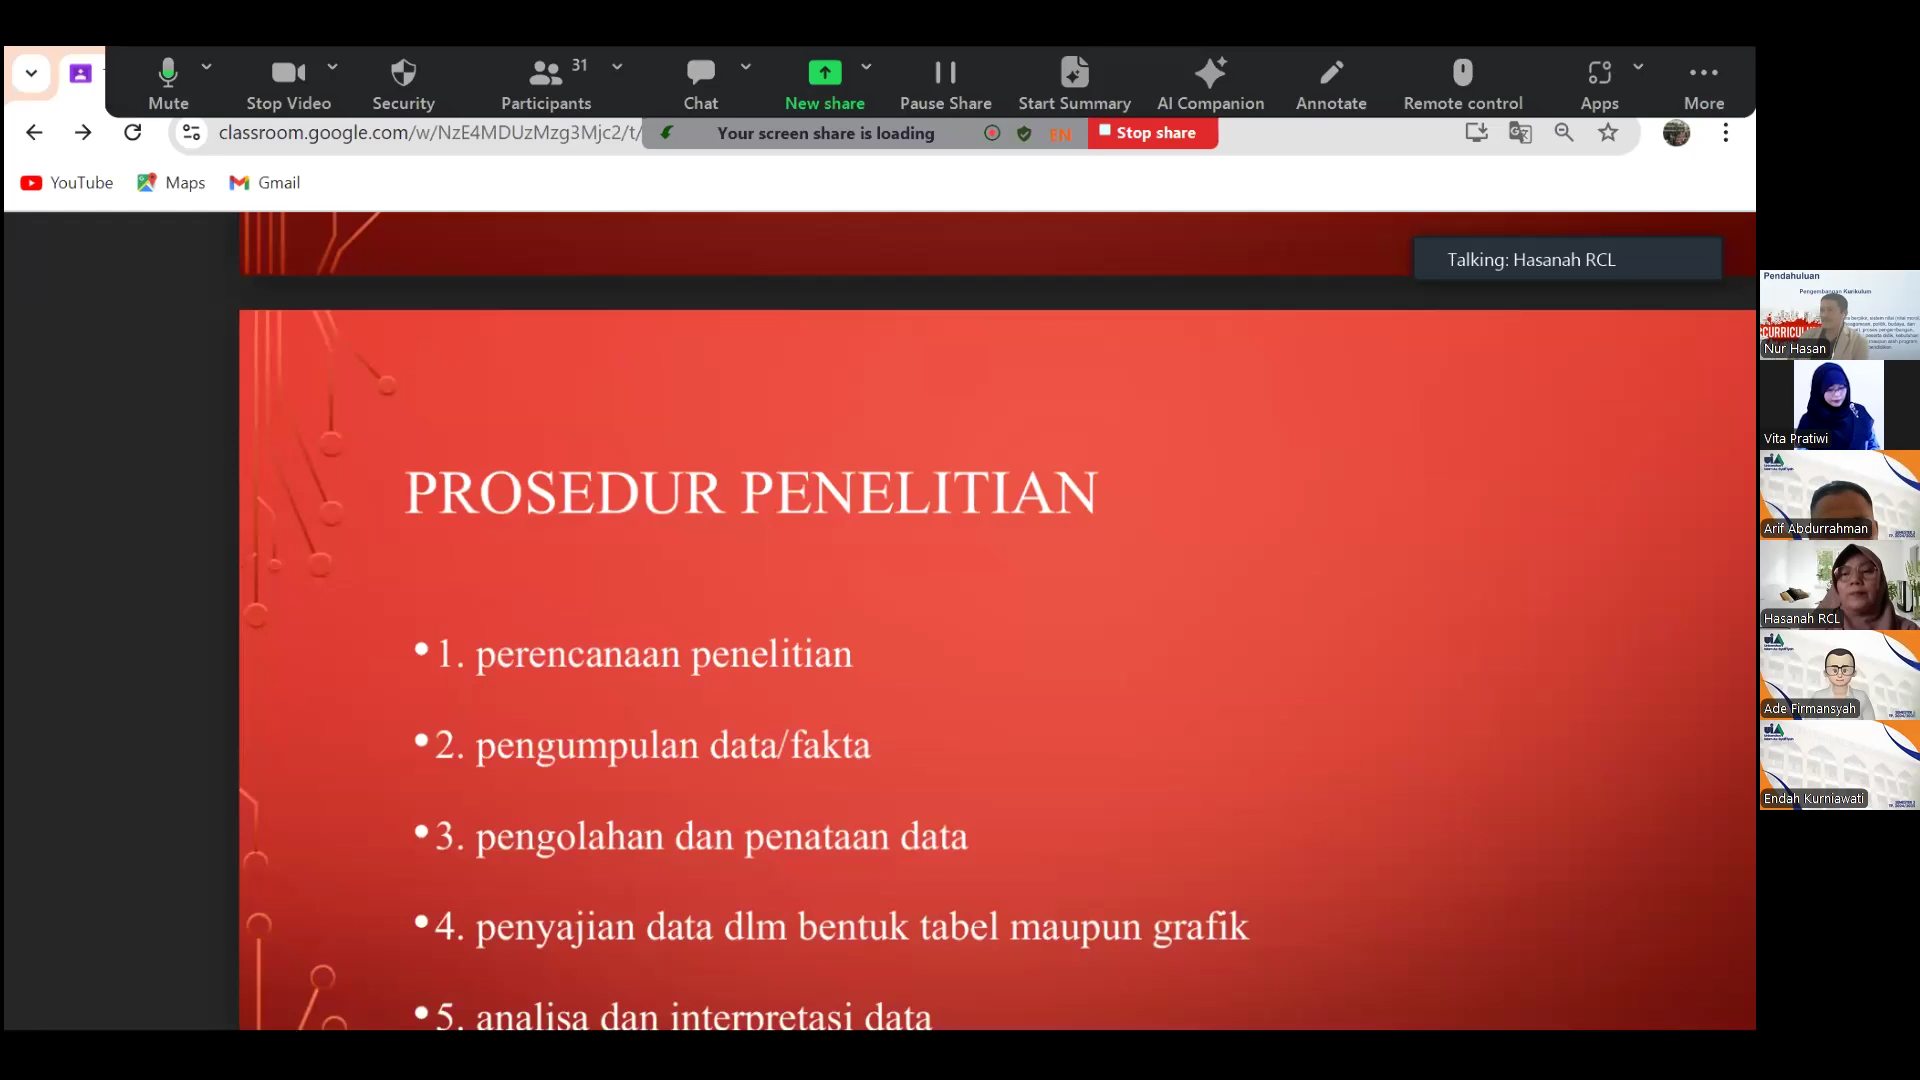 31
Mute
Stop Video
Security
Participants
Chat
New share
Pause Share
Start Summary
AI Companion
Annotate
Remote control
Apps
More
classroom.google.com/w/NzE4MDUzMzg3Mjc2/t/
Your screen share is loading
EN
Stop share
YouTube
Maps
Gmail
Talking: Hasanah RCL
PROSEDUR PENELITIAN
• 1. perencanaan penelitian
• 2. pengumpulan data/fakta
• 3. pengolahan dan penataan data
• 4. penyajian data dlm bentuk tabel maupun grafik
• 5. analisa dan interpretasi data
Pendahuluan
Pengembangan Kurikulum
Nur Hasan
Vita Pratiwi
Arif Abdurrahman
Hasanah RCL
Ade Firmansyah
Endah Kurniawati